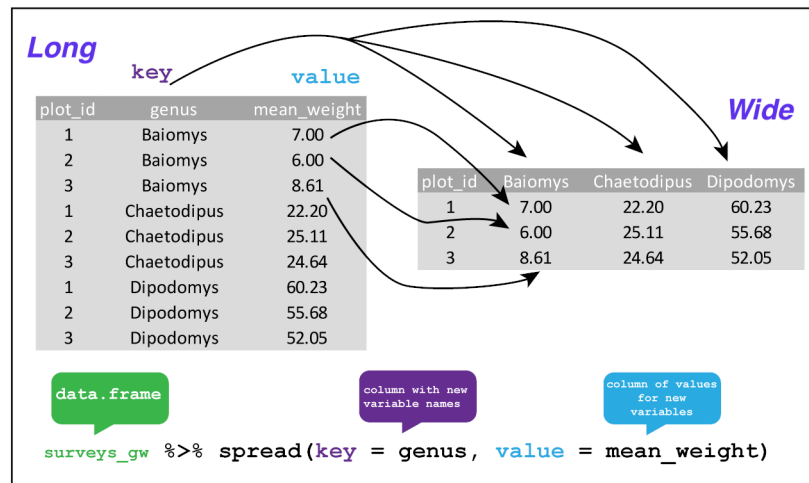 Long
key
value
plot_id genus mean_weight
1 Baiomys 7.00
2 Baiomys 6.00
3 Baiomys 8.61
1 Chaetodipus 22.20
2 Chaetodipus 25.11
3 Chaetodipus 24.64
1 Dipodomys 60.23
2 Dipodomys 55.68
3 Dipodomys 52.05
Wide
plot_id Baiomys Chaetodipus Dipodomys
1 7.00 22.20 60.23
2 6.00 25.11 55.68
3 8.61 24.64 52.05
data.frame
column with new
variable names
column of values
for new
variables
surveys_gw %>% spread(key = genus, value = mean_weight)